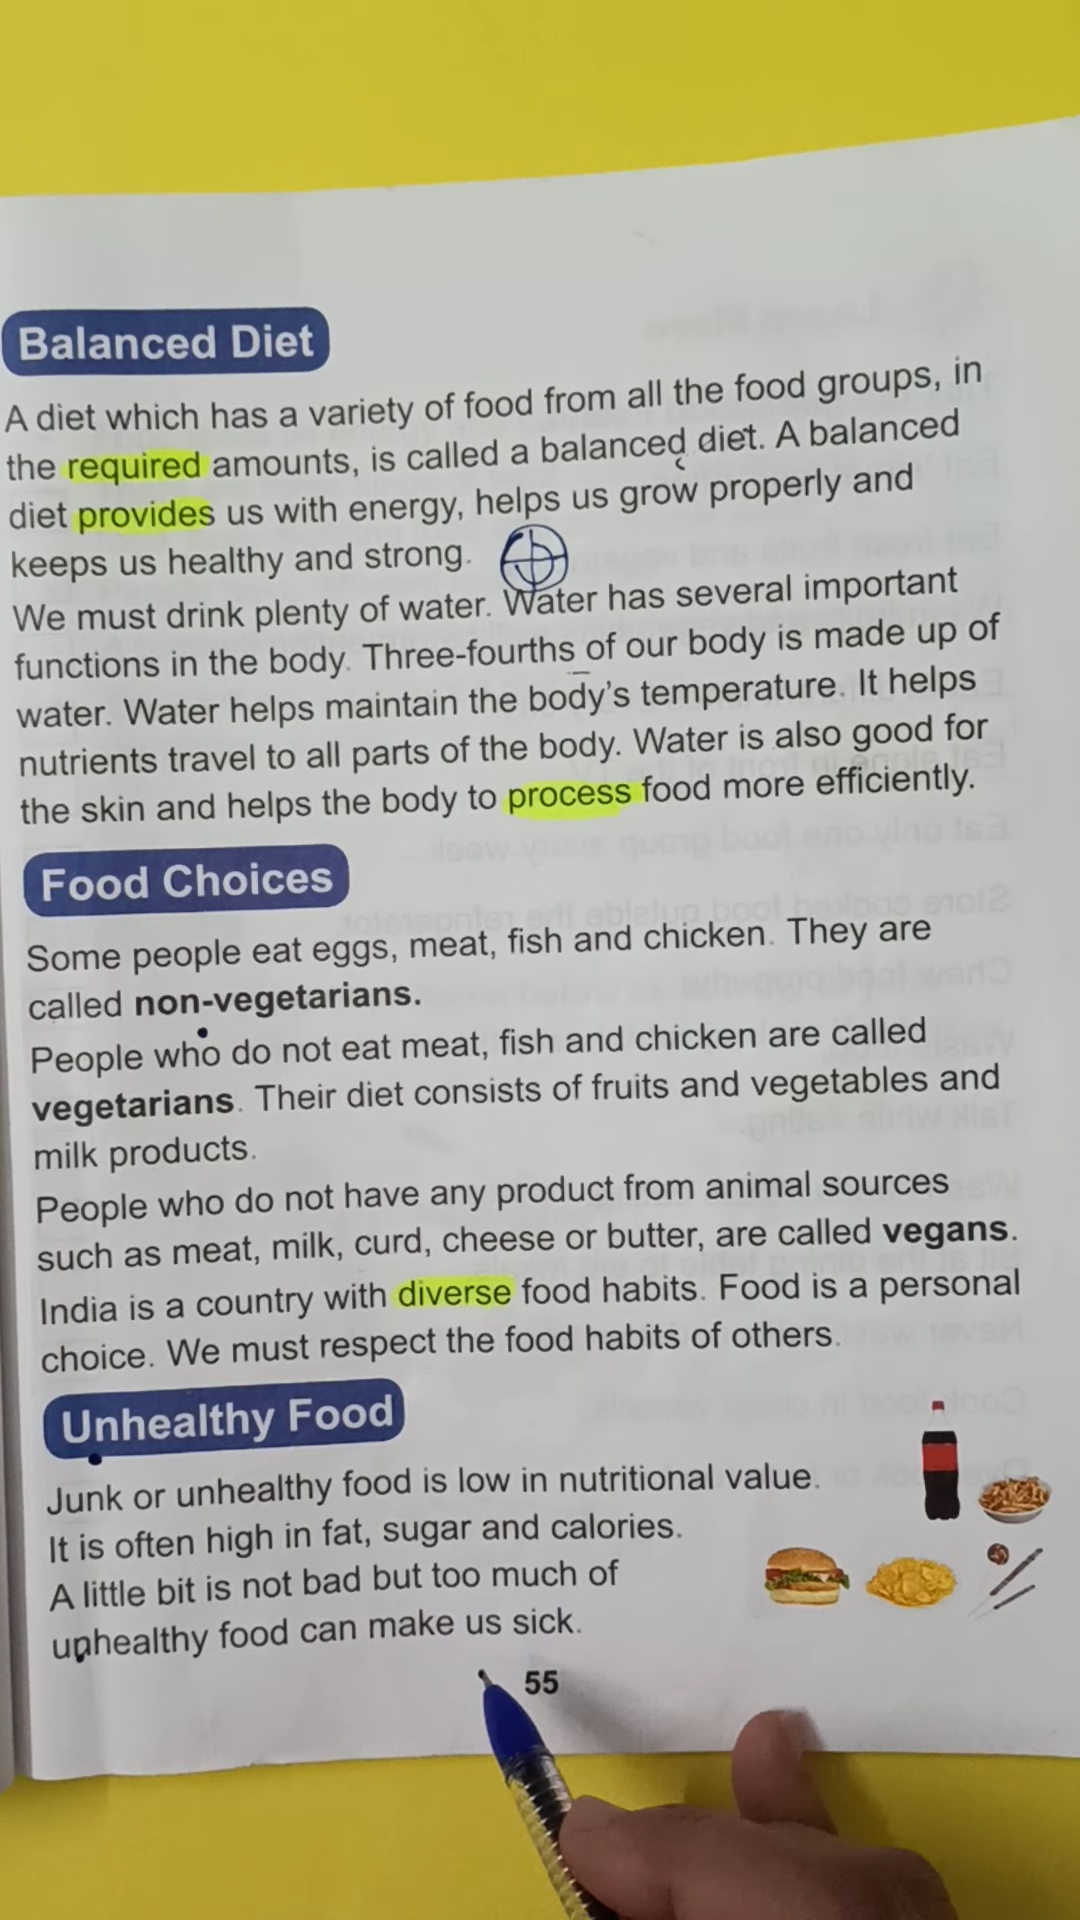 Balanced Diet
A diet which has a variety of food from all the food groups, in
the required amounts, is called a balanced diet. A balanced
diet provides us with energy, helps us grow properly and
keeps us healthy and strong.
We must drink plenty of water. Water has several important
functions in the body. Three-fourths of our body is made up of
water. Water helps maintain the body's temperature. It helps
nutrients travel to all parts of the body. Water is also good for
the skin and helps the body to process food more efficiently.
Food Choices
Some people eat eggs, meat, fish and chicken. They are
called non-vegetarians.
People who do not eat meat, fish and chicken are called
vegetarians. Their diet consists of fruits and vegetables and
milk products.
People who do not have any product from animal sources
such as meat, milk, curd, cheese or butter, are called vegans.
India is a country with diverse food habits. Food is a personal
choice. We must respect the food habits of others.
Unhealthy Food
Junk or unhealthy food is low in nutritional value.
It is often high in fat, sugar and calories.
A little bit is not bad but too much of
unhealthy food can make us sick.
55